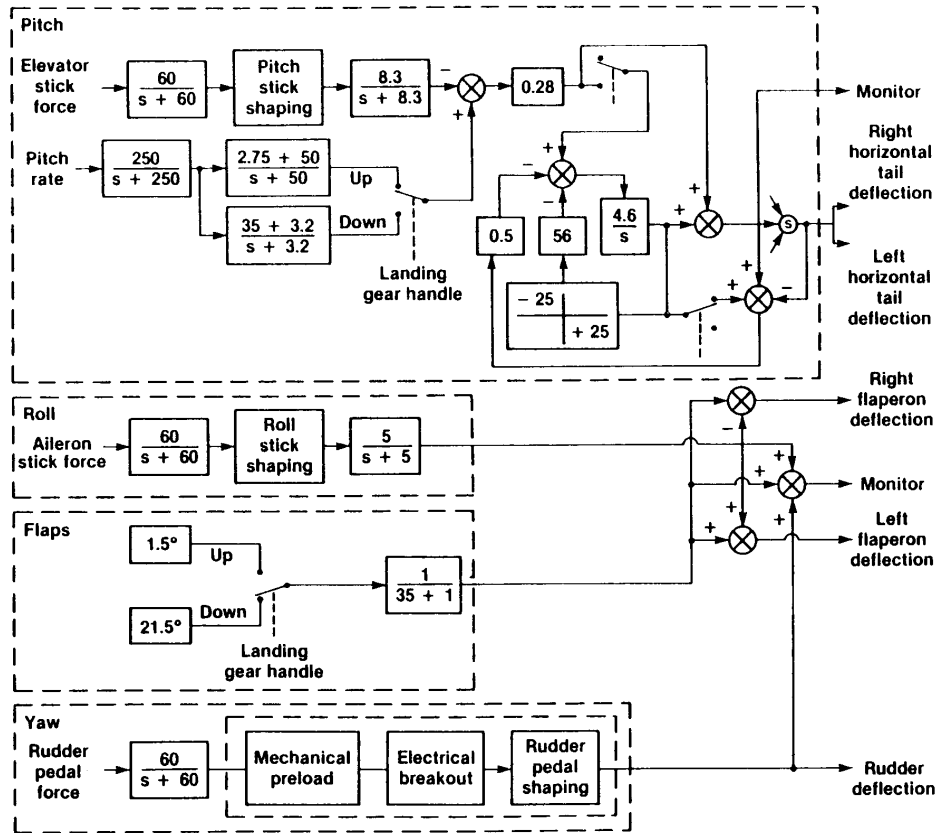 Pitch
Elevator
stick
force
60
s + 60
Pitch
stick
shaping
8.3
s + 8.3
−
+
0.28
Pitch
rate
250
s + 250
2.75 + 50
s + 50
Up
35 + 3.2
s + 3.2
Down
Landing
gear handle
+
−
−
0.5
56
4.6
s
− 25
+ 25
+
+
s
+
+
−
Monitor
Right
horizontal
tail
deflection
Left
horizontal
tail
deflection
Roll
Aileron
stick force
60
s + 60
Roll
stick
shaping
5
s + 5
Right
flaperon
deflection
−
+
+
+
Monitor
+
+
Left
flaperon
deflection
Flaps
1.5°
Up
21.5°
Down
Landing
gear handle
1
35 + 1
Yaw
Rudder
pedal
force
60
s + 60
Mechanical
preload
Electrical
breakout
Rudder
pedal
shaping
Rudder
deflection